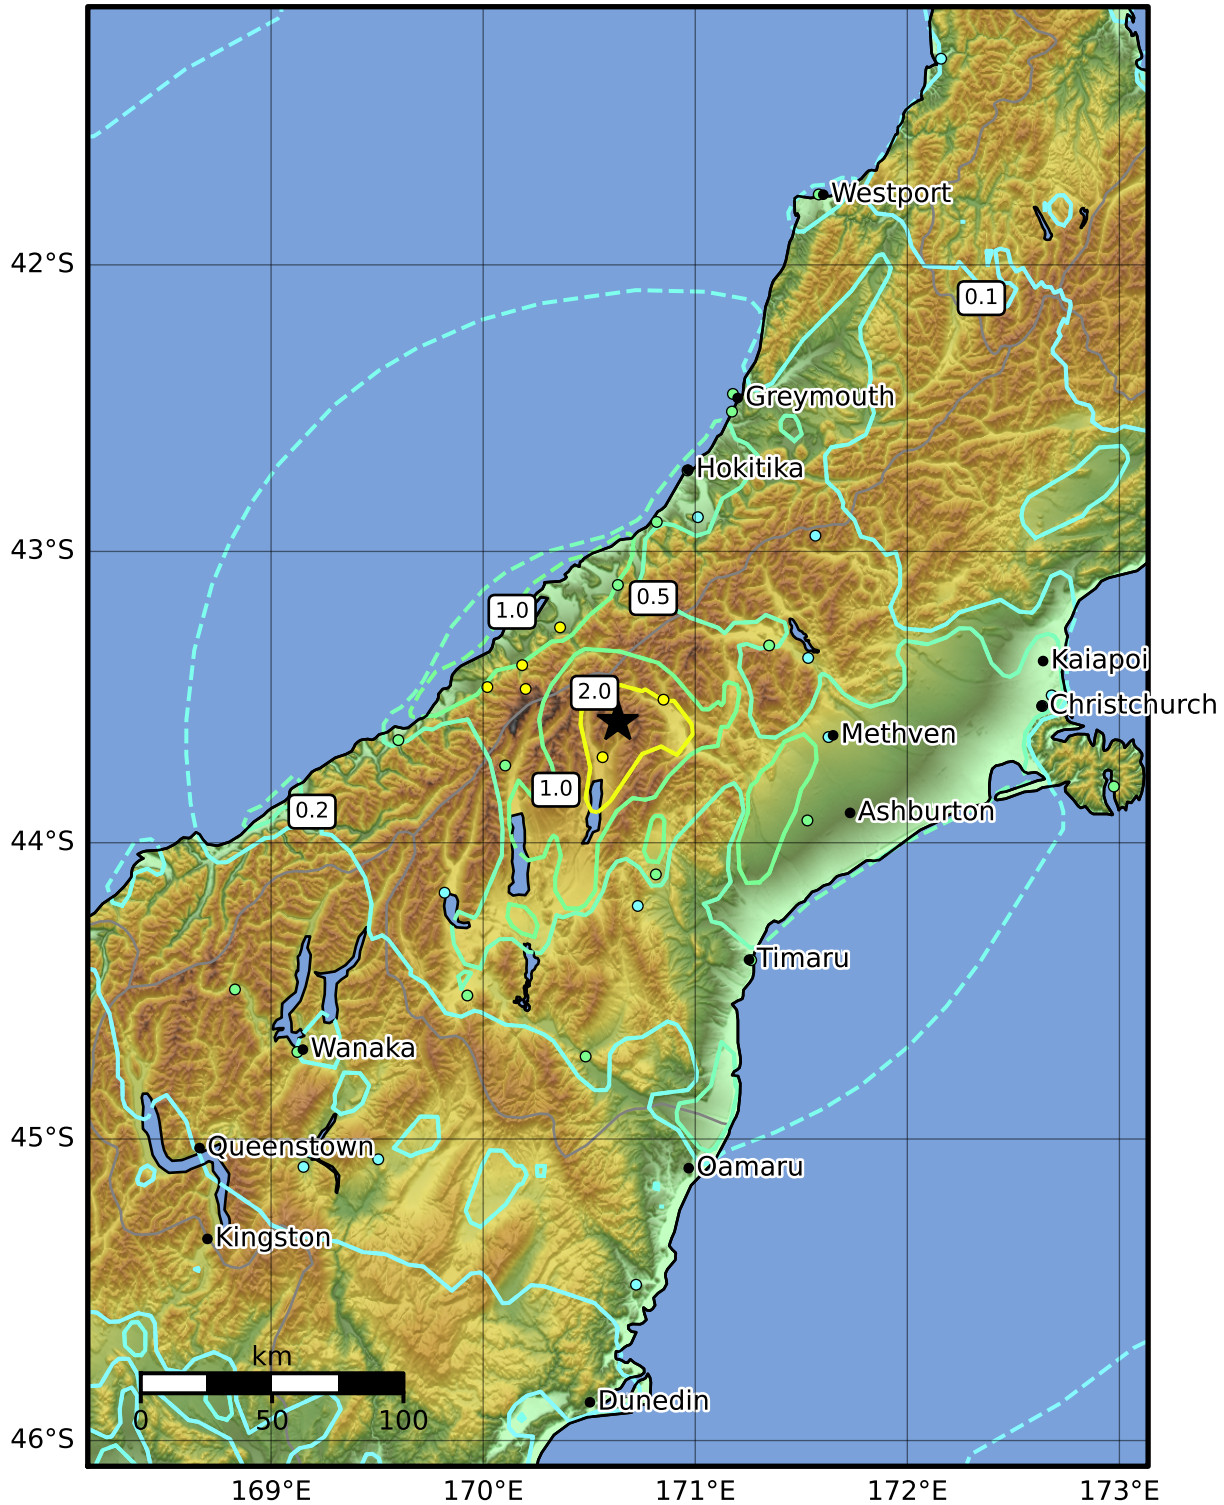 Westport
42°S
0.1
Greymouth
Hokitika
43°S
0.5
1.0
Kaiapoi
2.0
Christchurch
Methven
1.0
0.2
Ashburton
44°S
Timaru
Wanaka
45°S
Queenstown
Oamaru
Kingston
km
Dunedin
0 50 100
46°S
169°E 170°E 171°E 172°E 173°E